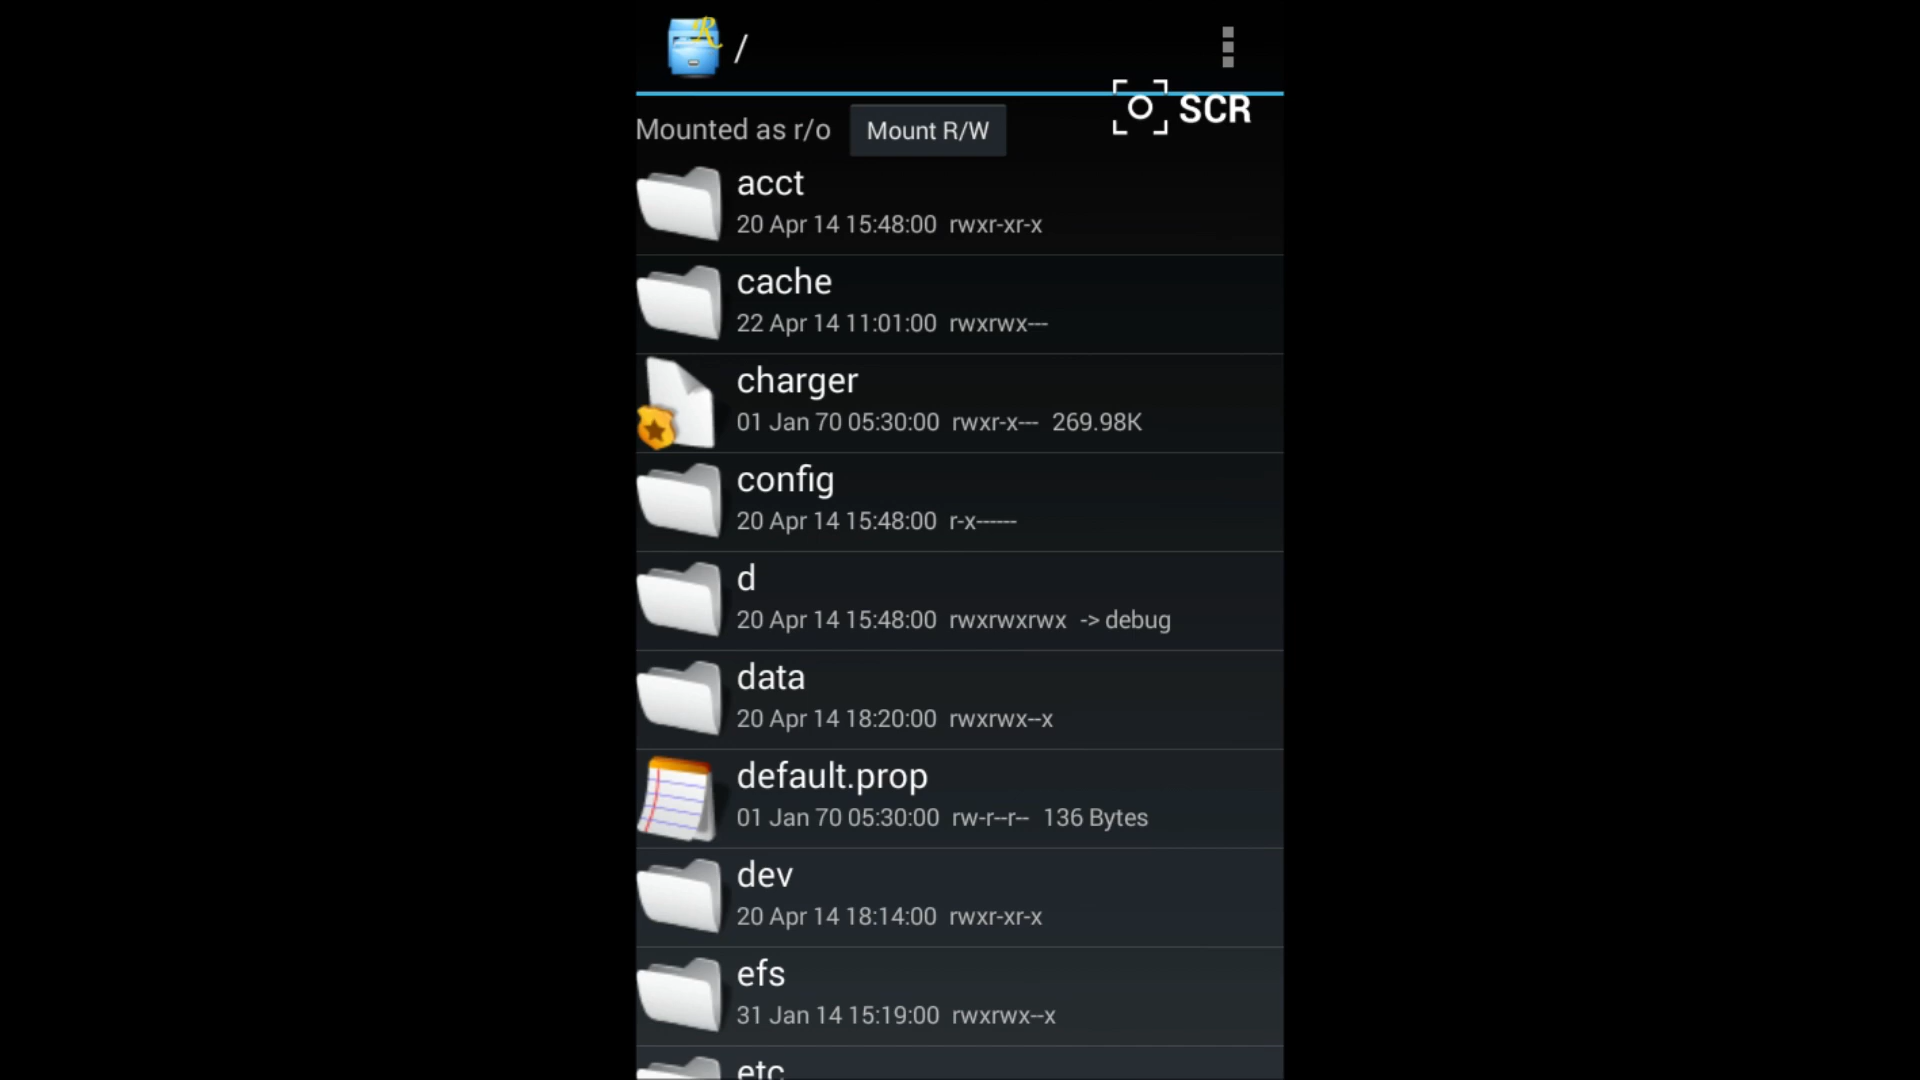 R
/
SCR
Mounted as r/o Mount R/W
acct
20 Apr 14 15:48:00 rwxr-xr-x
cache
22 Apr 14 11:01:00 rwxrwx---
charger
01 Jan 70 05:30:00 rwxr-x--- 269.98K
config
20 Apr 14 15:48:00 r-x------
d
20 Apr 14 15:48:00 rwxrwxrwx -> debug
data
20 Apr 14 18:20:00 rwxrwx--x
default.prop
01 Jan 70 05:30:00 rw-r--r-- 136 Bytes
dev
20 Apr 14 18:14:00 rwxr-xr-x
efs
31 Jan 14 15:19:00 rwxrwx--x
etc